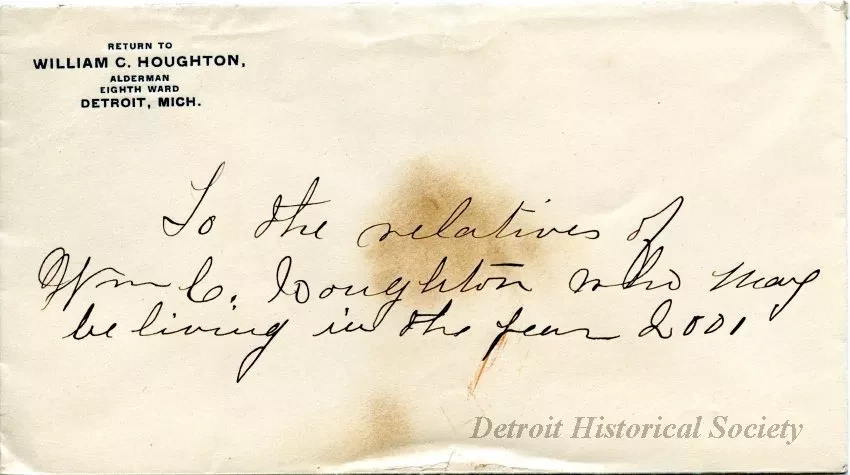 RETURN TO
WILLIAM C. HOUGHTON,
ALDERMAN
EIGHTH WARD
DETROIT, MICH.
To the relatives of
Wm C. Houghton who may
be living in the year 2001
Detroit Historical Society